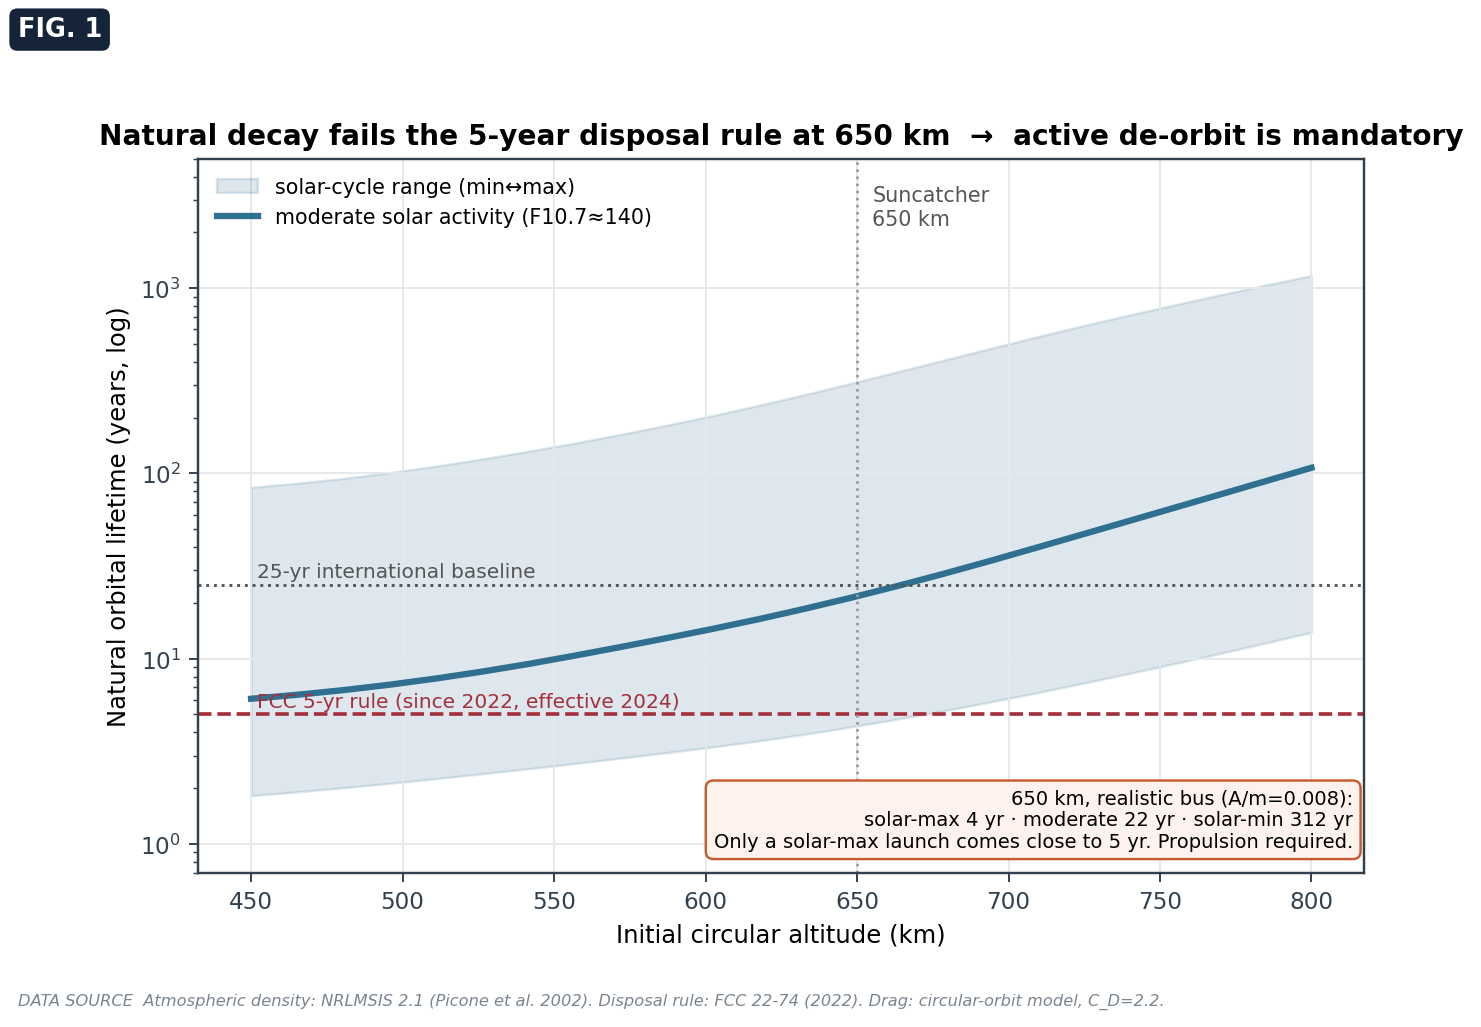 FIG. 1
Natural decay fails the 5-year disposal rule at 650 km → active de-orbit is mandatory
solar-cycle range (min↔max)
moderate solar activity (F10.7≈140)
Suncatcher
650 km
Natural orbital lifetime (years, log)
10³
10²
10¹
10⁰
25-yr international baseline
FCC 5-yr rule (since 2022, effective 2024)
650 km, realistic bus (A/m=0.008):
solar-max 4 yr · moderate 22 yr · solar-min 312 yr
Only a solar-max launch comes close to 5 yr. Propulsion required.
450 500 550 600 650 700 750 800
Initial circular altitude (km)
DATA SOURCE Atmospheric density: NRLMSIS 2.1 (Picone et al. 2002). Disposal rule: FCC 22-74 (2022). Drag: circular-orbit model, C_D=2.2.